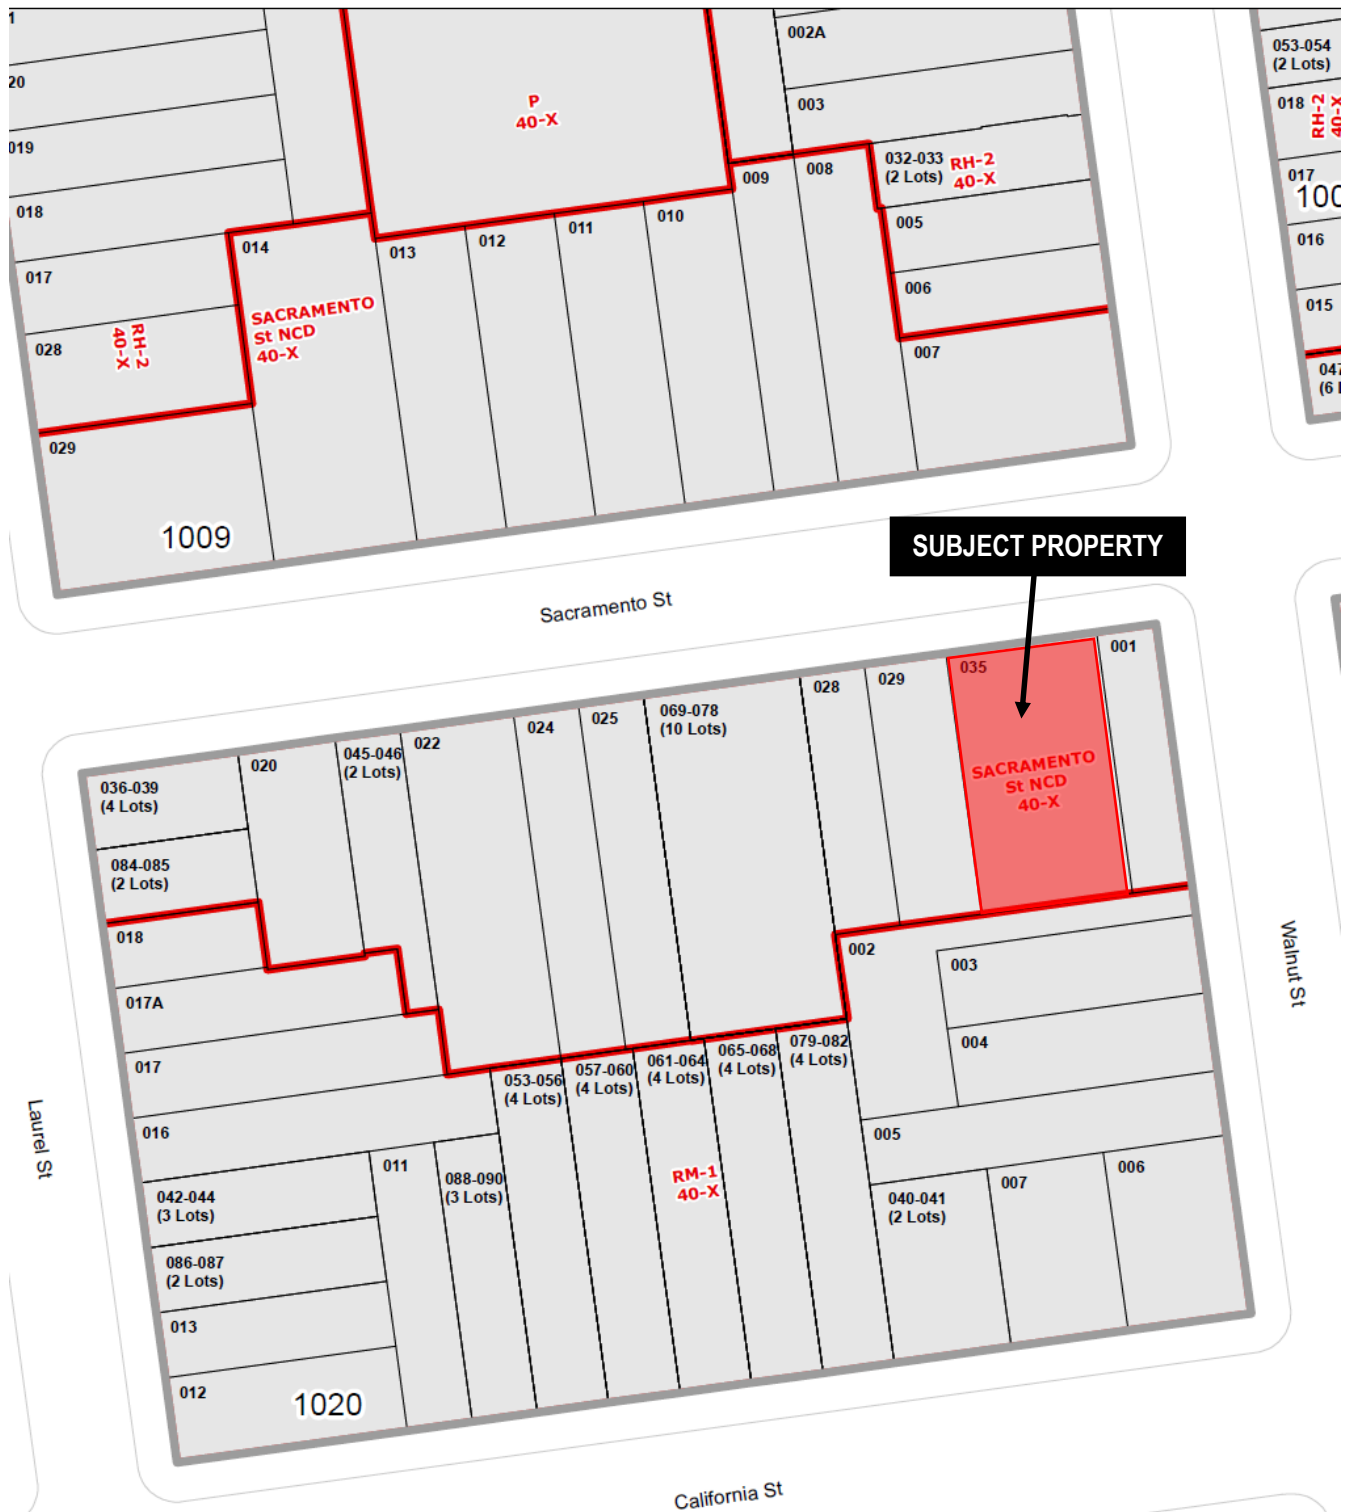 002A
053-054
(2 Lots)
20
P
40-X
003
018
RH-2
40-X
019
032-033
(2 Lots)
RH-2
40-X
009
008
017
018
005
010
011
012
013
014
016
017
006
SACRAMENTO
St NCD
40-X
015
028
RH-2
40-X
007
029
1009
SUBJECT PROPERTY
Sacramento St
001
035
029
028
069-078
(10 Lots)
025
024
022
045-046
(2 Lots)
020
036-039
(4 Lots)
SACRAMENTO
St NCD
40-X
084-085
(2 Lots)
018
002
003
Walnut St
017A
004
079-082
(4 Lots)
065-068
(4 Lots)
061-064
(4 Lots)
057-060
(4 Lots)
053-056
(4 Lots)
017
Laurel St
016
005
011
088-090
(3 Lots)
RM-1
40-X
006
007
040-041
(2 Lots)
042-044
(3 Lots)
086-087
(2 Lots)
013
012
1020
California St